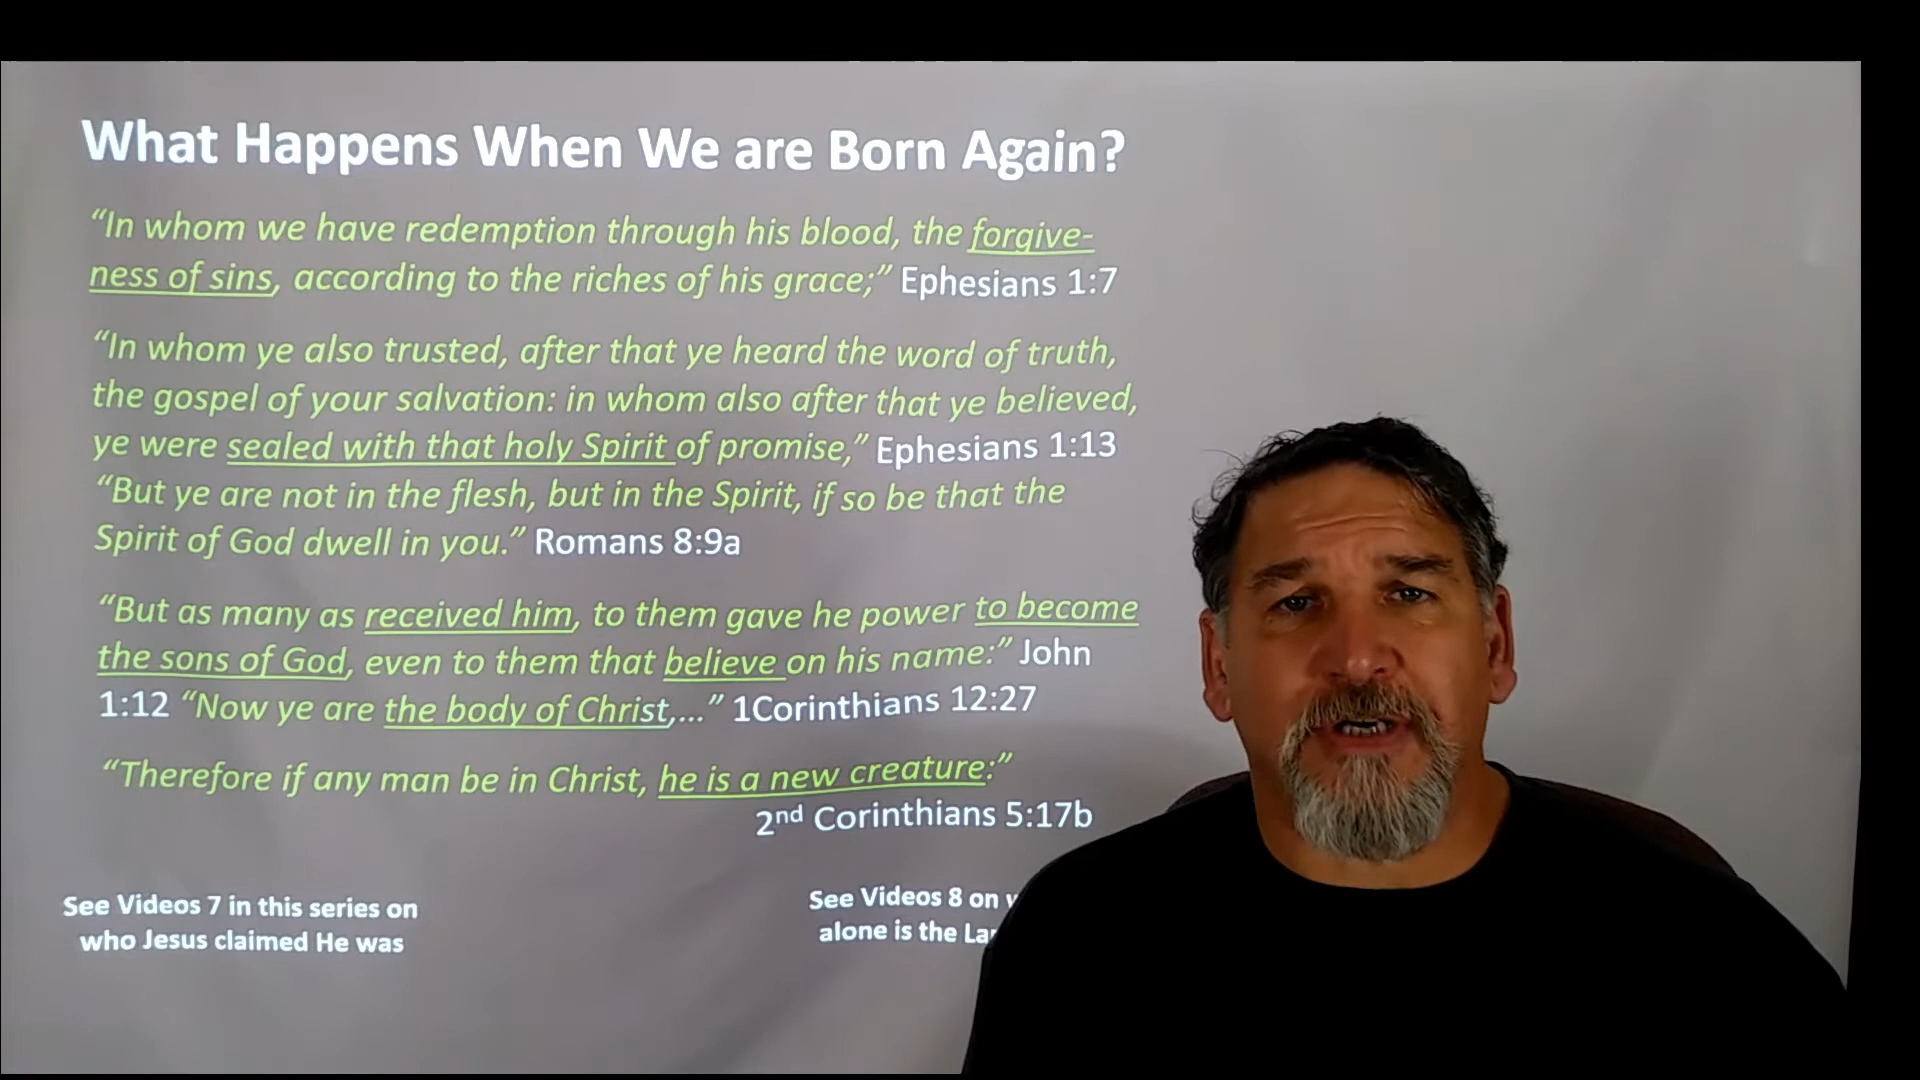 What Happens When We are Born Again?
“In whom we have redemption through his blood, the forgive-
ness of sins, according to the riches of his grace;” Ephesians 1:7
“In whom ye also trusted, after that ye heard the word of truth,
the gospel of your salvation: in whom also after that ye believed,
ye were sealed with that holy Spirit of promise,” Ephesians 1:13
“But ye are not in the flesh, but in the Spirit, if so be that the
Spirit of God dwell in you.” Romans 8:9a
“But as many as received him, to them gave he power to become
the sons of God, even to them that believe on his name:” John
1:12 “Now ye are the body of Christ,...” 1Corinthians 12:27
“Therefore if any man be in Christ, he is a new creature:”
2nd Corinthians 5:17b
See Videos 7 in this series on
who Jesus claimed He was
See Videos 8 on
alone is the